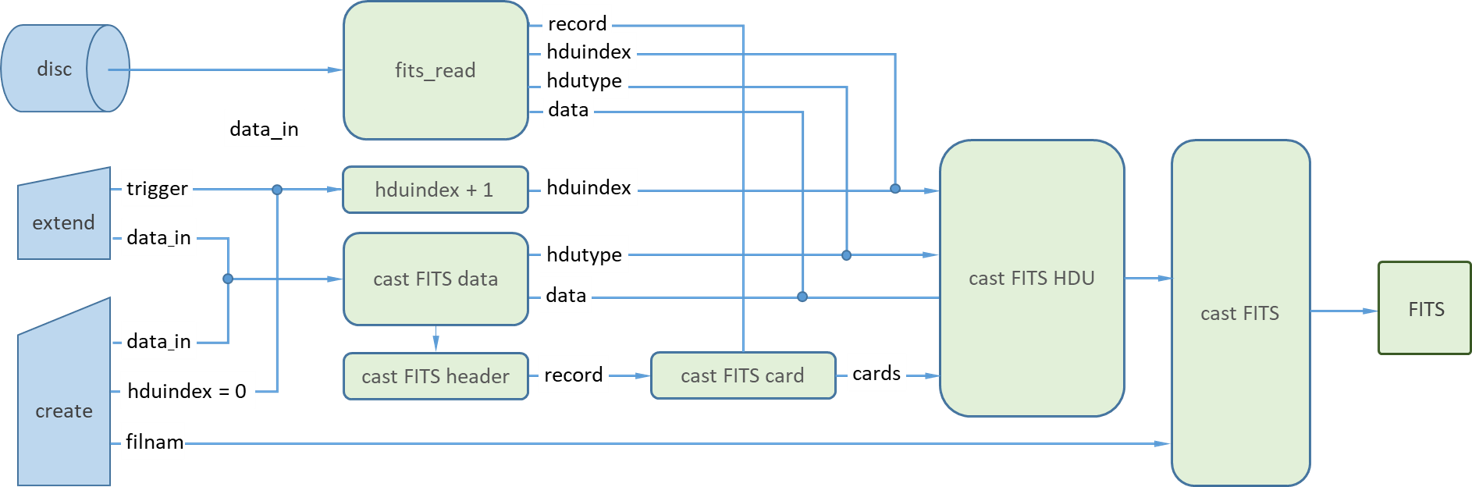 record
hduindex
disc
fits_read
hdutype
data
data_in
trigger
hduindex + 1
hduindex
extend
data_in
hdutype
cast FITS data
cast FITS HDU
data
cast FITS
FITS
data_in
cast FITS header
record
cast FITS card
cards
hduindex = 0
create
filnam